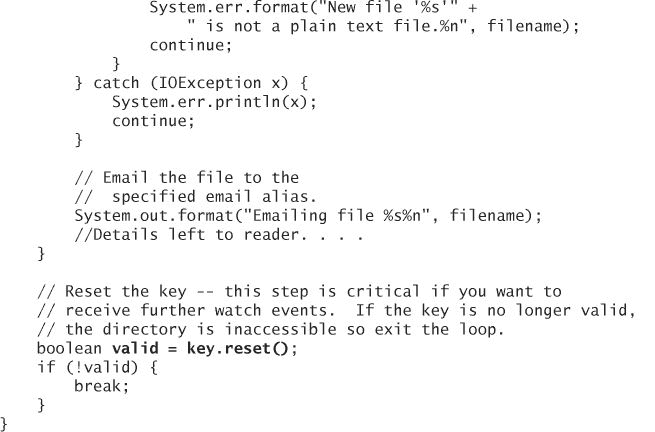 System.err.format("New file '%s'" +
                    " is not a plain text file.%n", filename);
                continue;
            }
        } catch (IOException x) {
            System.err.println(x);
            continue;
        }

        // Email the file to the
        //  specified email alias.
        System.out.format("Emailing file %s%n", filename);
        //Details left to reader. . . .
    }

    // Reset the key -- this step is critical if you want to
    // receive further watch events.  If the key is no longer valid,
    // the directory is inaccessible so exit the loop.
    boolean valid = key.reset();
    if (!valid) {
        break;
    }
}